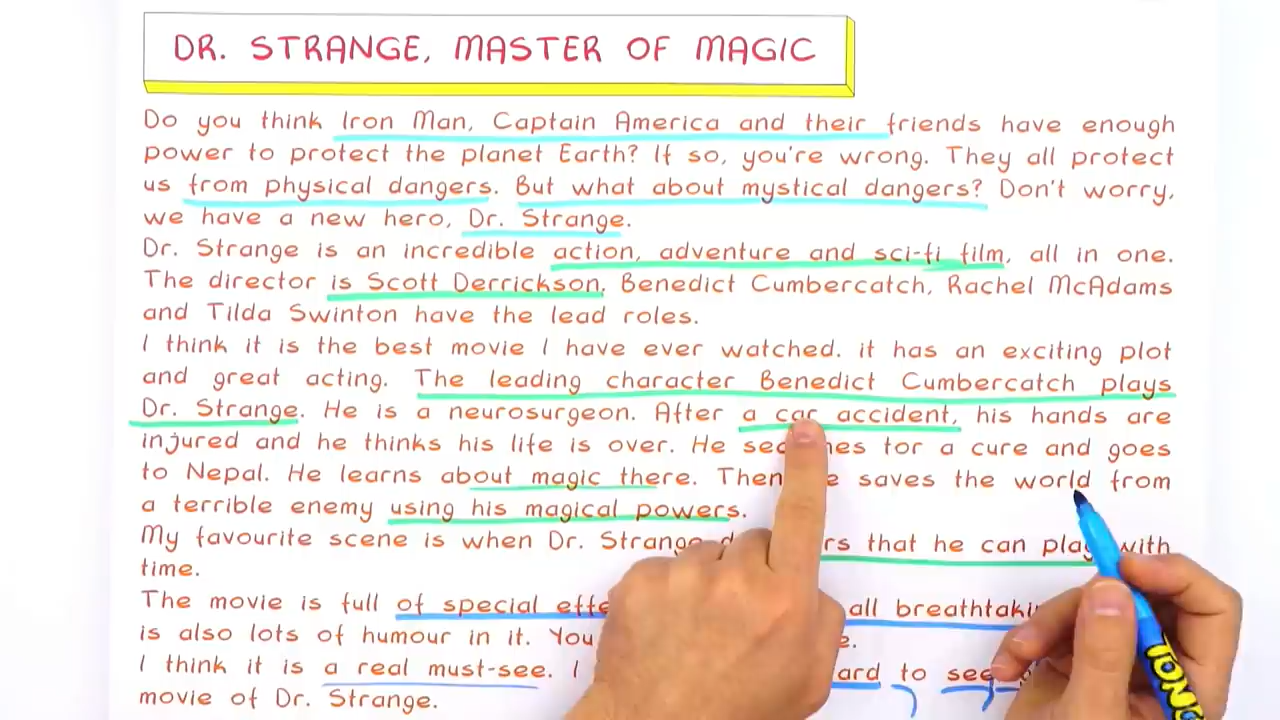 DR. STRANGE, MASTER OF MAGIC
Do you think Iron Man, Captain America and their friends have enough
power to protect the planet Earth? If so, you're wrong. They all protect
us from physical dangers. But what about mystical dangers? Don't worry,
we have a new hero, Dr. Strange.
Dr. Strange is an incredible action, adventure and sci-fi film, all in one.
The director is Scott Derrickson. Benedict Cumbercatch, Rachel McAdams
and Tilda Swinton have the lead roles.
I think it is the best movie I have ever watched. it has an exciting plot
and great acting. The leading character Benedict Cumbercatch plays
Dr. Strange. He is a neurosurgeon. After a car accident, his hands are
injured and he thinks his life is over. He for a cure and goes
to Nepal. He learns about magic there. Then saves the world from
a terrible enemy using his magical powers.
My favourite scene is when Dr. Strange that he can play with
time.
The movie is full of special all
is also lots of humour in it. You
I think it is a real must-see. I to see
movie of Dr. Strange.